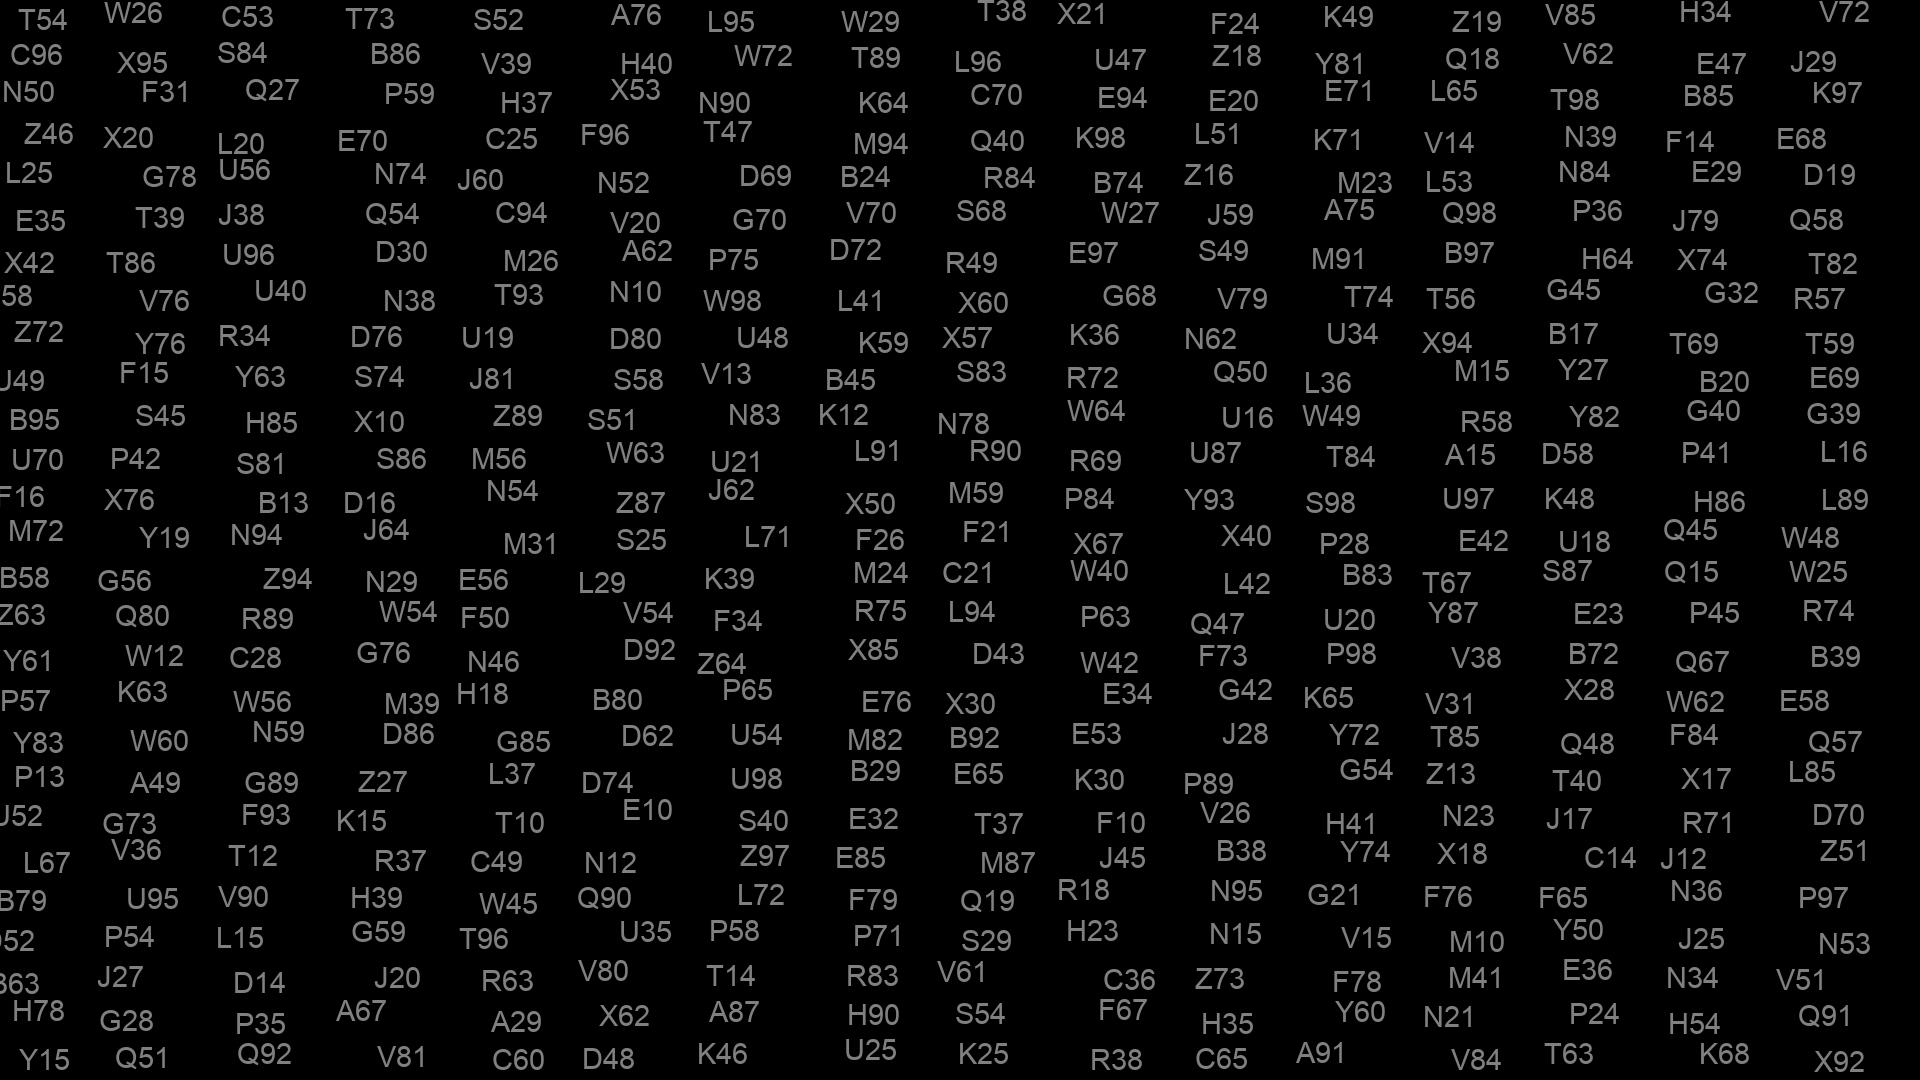 T54 W26 C53 T73 S52 A76 L95 W29 T38 X21 F24 K49 Z19 V85 H34 V72
C96 X95 S84 B86 V39 H40 W72 T89 L96 U47 Z18 Y81 Q18 V62 E47 J29
N50 F31 Q27 P59 H37 X53 N90 K64 C70 E94 E20 E71 L65 T98 B85 K97
Z46 X20 L20 E70 C25 F96 T47 M94 Q40 K98 L51 K71 V14 N39 F14 E68
L25 G78 U56 N74 J60 N52 D69 B24 R84 B74 Z16 M23 L53 N84 E29 D19
E35 T39 J38 Q54 C94 V20 G70 V70 S68 W27 J59 A75 Q98 P36 J79 Q58
X42 T86 U96 D30 M26 A62 P75 D72 R49 E97 S49 M91 B97 H64 X74 T82
58 V76 U40 N38 T93 N10 W98 L41 X60 G68 V79 T74 T56 G45 G32 R57
Z72 Y76 R34 D76 U19 D80 U48 K59 X57 K36 N62 U34 X94 B17 T69 T59
U49 F15 Y63 S74 J81 S58 V13 B45 S83 R72 Q50 L36 M15 Y27 B20 E69
B95 S45 H85 X10 Z89 S51 N83 K12 N78 W64 U16 W49 R58 Y82 G40 G39
U70 P42 S81 S86 M56 W63 U21 L91 R90 R69 U87 T84 A15 D58 P41 L16
F16 X76 B13 D16 N54 Z87 J62 X50 M59 P84 Y93 S98 U97 K48 H86 L89
M72 Y19 N94 J64 M31 S25 L71 F26 F21 X67 X40 P28 E42 U18 Q45 W48
B58 G56 Z94 N29 E56 L29 K39 M24 C21 W40 L42 B83 T67 S87 Q15 W25
Z63 Q80 R89 W54 F50 V54 F34 R75 L94 P63 Q47 U20 Y87 E23 P45 R74
Y61 W12 C28 G76 N46 D92 Z64 X85 D43 W42 F73 P98 V38 B72 Q67 B39
P57 K63 W56 M39 H18 B80 P65 E76 X30 E34 G42 K65 V31 X28 W62 E58
Y83 W60 N59 D86 G85 D62 U54 M82 B92 E53 J28 Y72 T85 Q48 F84 Q57
P13 A49 G89 Z27 L37 D74 U98 B29 E65 K30 P89 G54 Z13 T40 X17 L85
U52 G73 F93 K15 T10 E10 S40 E32 T37 F10 V26 H41 N23 J17 R71 D70
L67 V36 T12 R37 C49 N12 Z97 E85 M87 J45 B38 Y74 X18 C14 J12 Z51
B79 U95 V90 H39 W45 Q90 L72 F79 Q19 R18 N95 G21 F76 F65 N36 P97
52 P54 L15 G59 T96 U35 P58 P71 S29 H23 N15 V15 M10 Y50 J25 N53
63 J27 D14 J20 R63 V80 T14 R83 V61 C36 Z73 F78 M41 E36 N34 V51
H78 G28 P35 A67 A29 X62 A87 H90 S54 F67 H35 Y60 N21 P24 H54 Q91
Y15 Q51 Q92 V81 C60 D48 K46 U25 K25 R38 C65 A91 V84 T63 K68 X92